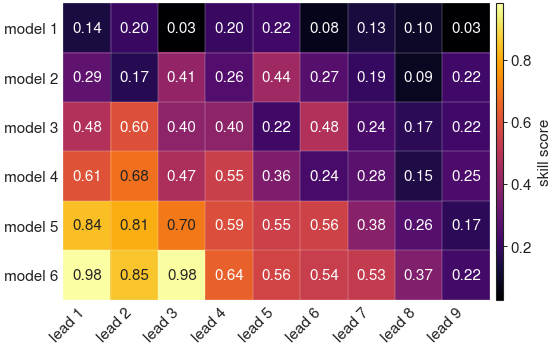 model 1 0.14 0.20 0.03 0.20 0.22 0.08 0.13 0.10 0.03
model 2 0.29 0.17 0.41 0.26 0.44 0.27 0.19 0.09 0.22
model 3 0.48 0.60 0.40 0.40 0.22 0.48 0.24 0.17 0.22
model 4 0.61 0.68 0.47 0.55 0.36 0.24 0.28 0.15 0.25
model 5 0.84 0.81 0.70 0.59 0.55 0.56 0.38 0.26 0.17
model 6 0.98 0.85 0.98 0.64 0.56 0.54 0.53 0.37 0.22
lead 1 lead 2 lead 3 lead 4 lead 5 lead 6 lead 7 lead 8 lead 9
0.8
0.6
0.4
0.2
skill score